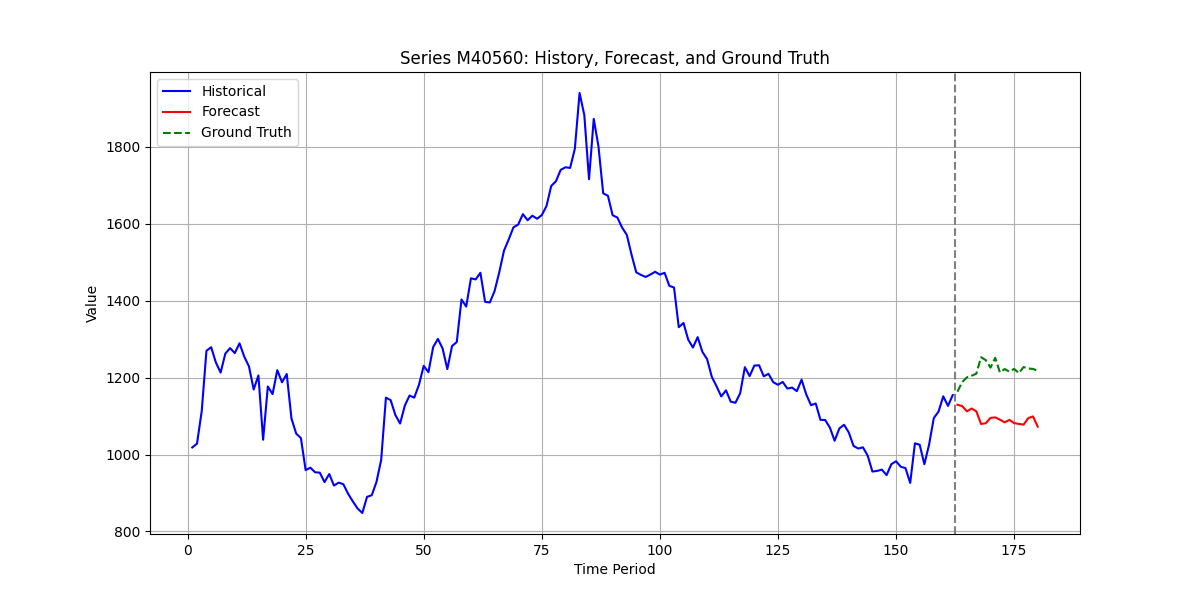 Series M40560: History, Forecast, and Ground Truth
Historical
Forecast
Ground Truth
Value
1800
1600
1400
1200
1000
800
0 25 50 75 100 125 150 175
Time Period